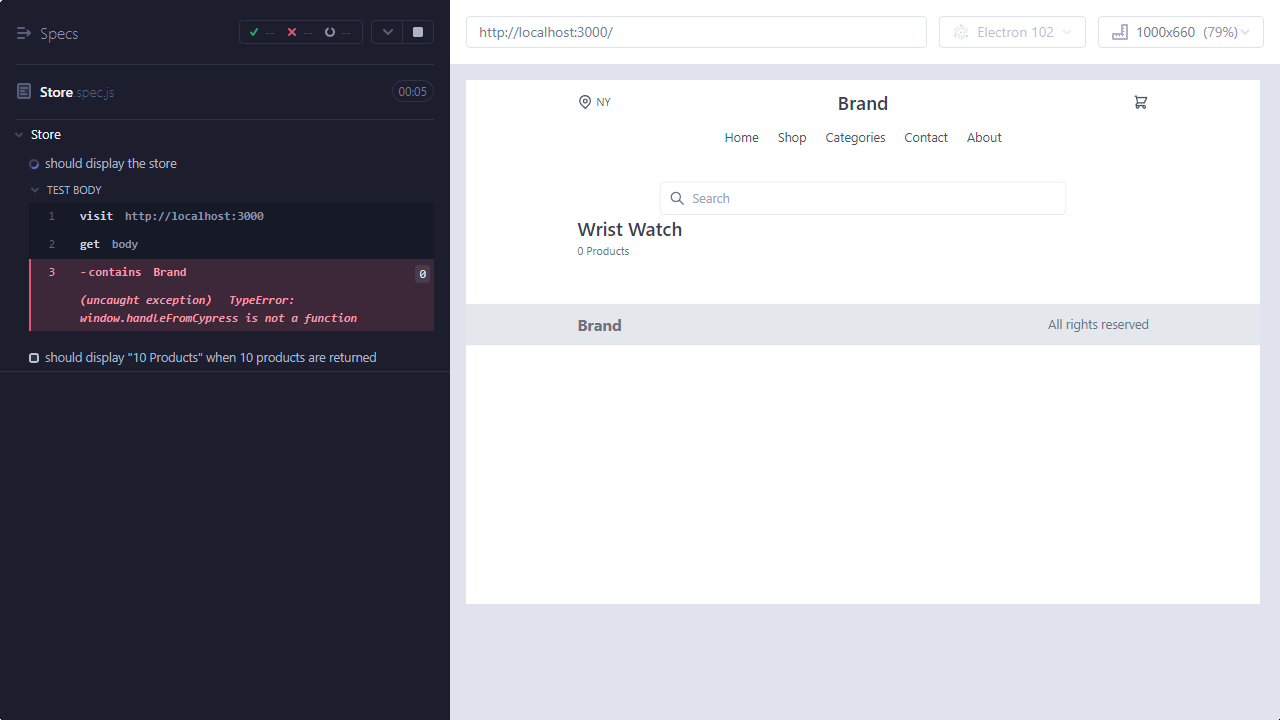 Specs
--
--
--
Store.spec.js
00:05
Store
should display the store
TEST BODY
1 visit http://localhost:3000
2 get body
3 -contains Brand 0
(uncaught exception) TypeError:
window.handleFromCypress is not a function
should display "10 Products" when 10 products are returned
http://localhost:3000/
Electron 102
1000x660 (79%)
NY
Brand
Home Shop Categories Contact About
Search
Wrist Watch
0 Products
Brand
All rights reserved